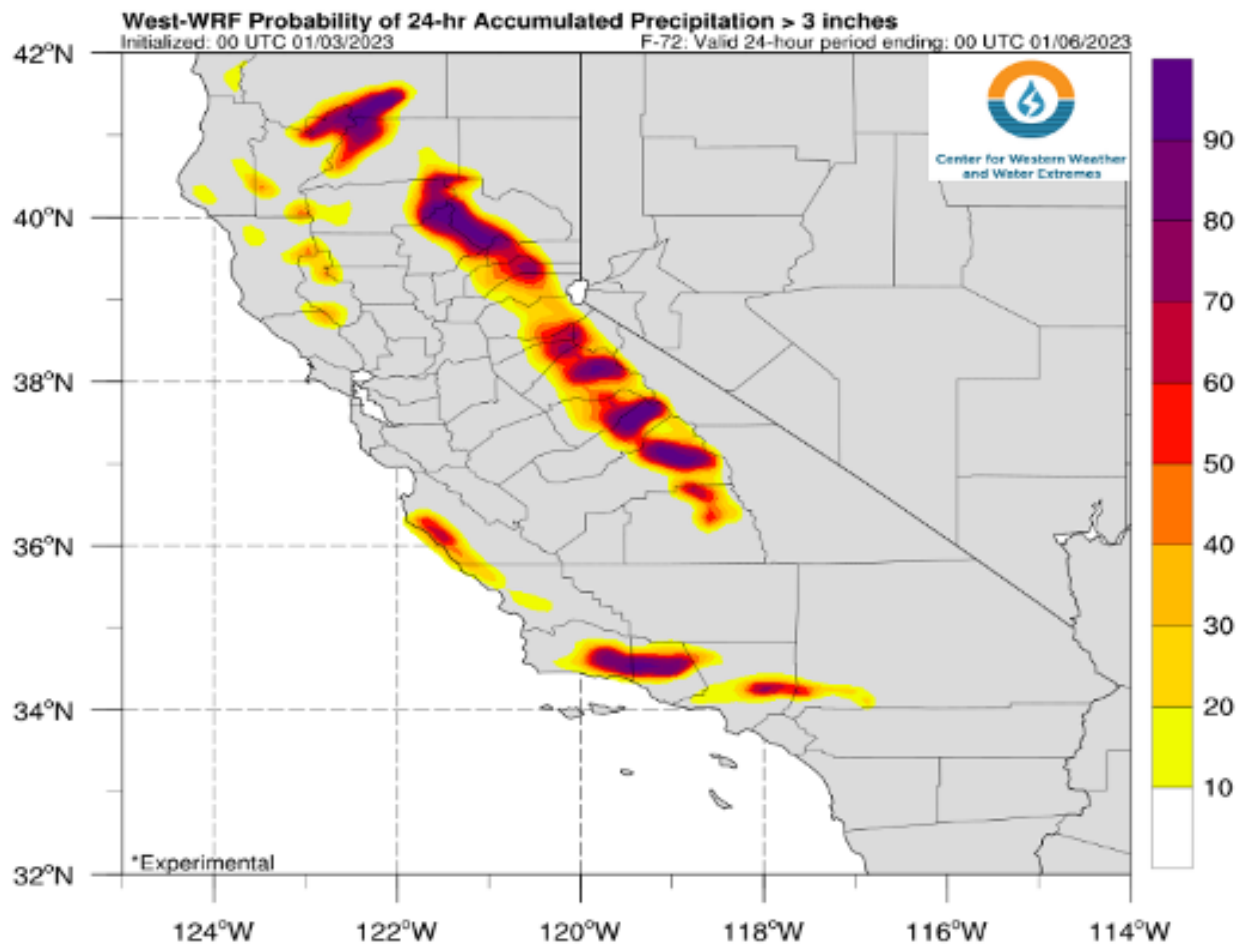 West-WRF Probability of 24-hr Accumulated Precipitation > 3 inches
Initialized: 00 UTC 01/03/2023
F-72: Valid 24-hour period ending: 00 UTC 01/06/2023
42°N
40°N
38°N
36°N
34°N
32°N
Center for Western Weather
and Water Extremes
90
80
70
60
50
40
30
20
10
*Experimental
124°W
122°W
120°W
118°W
116°W
114°W